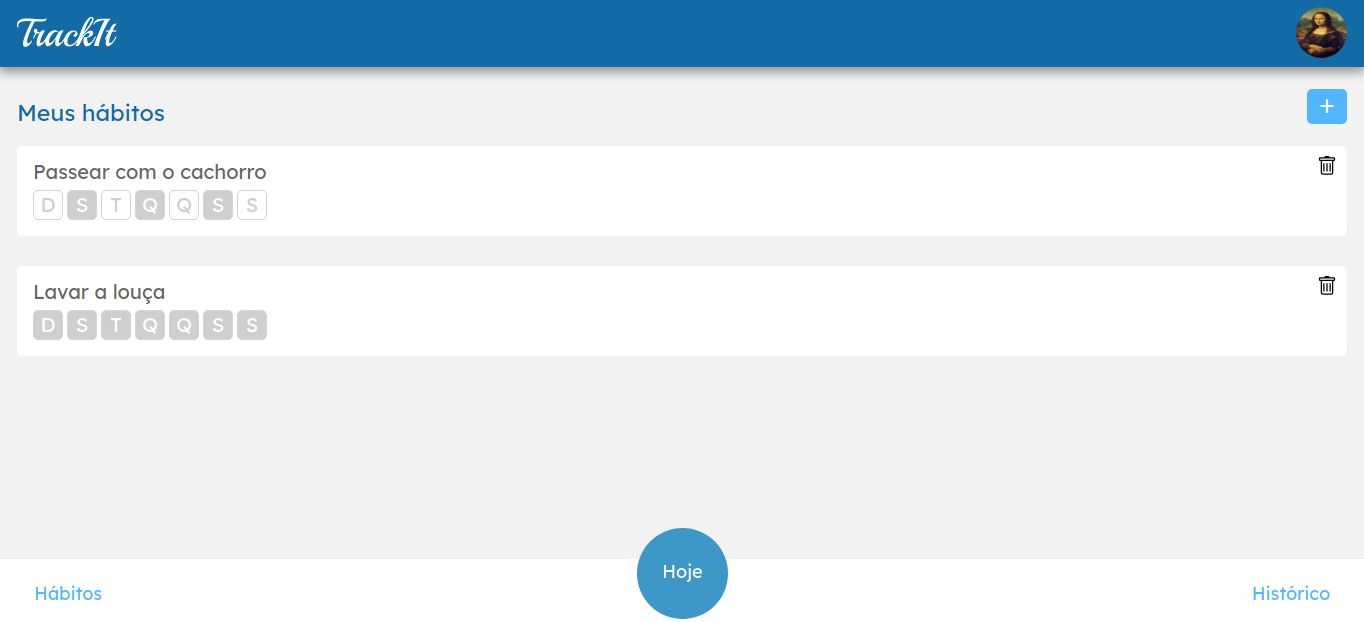 TrackIt
Meus hábitos
+
Passear com o cachorro
D S T Q Q S S
Lavar a louça
D S T Q Q S S
Hoje
Hábitos
Histórico